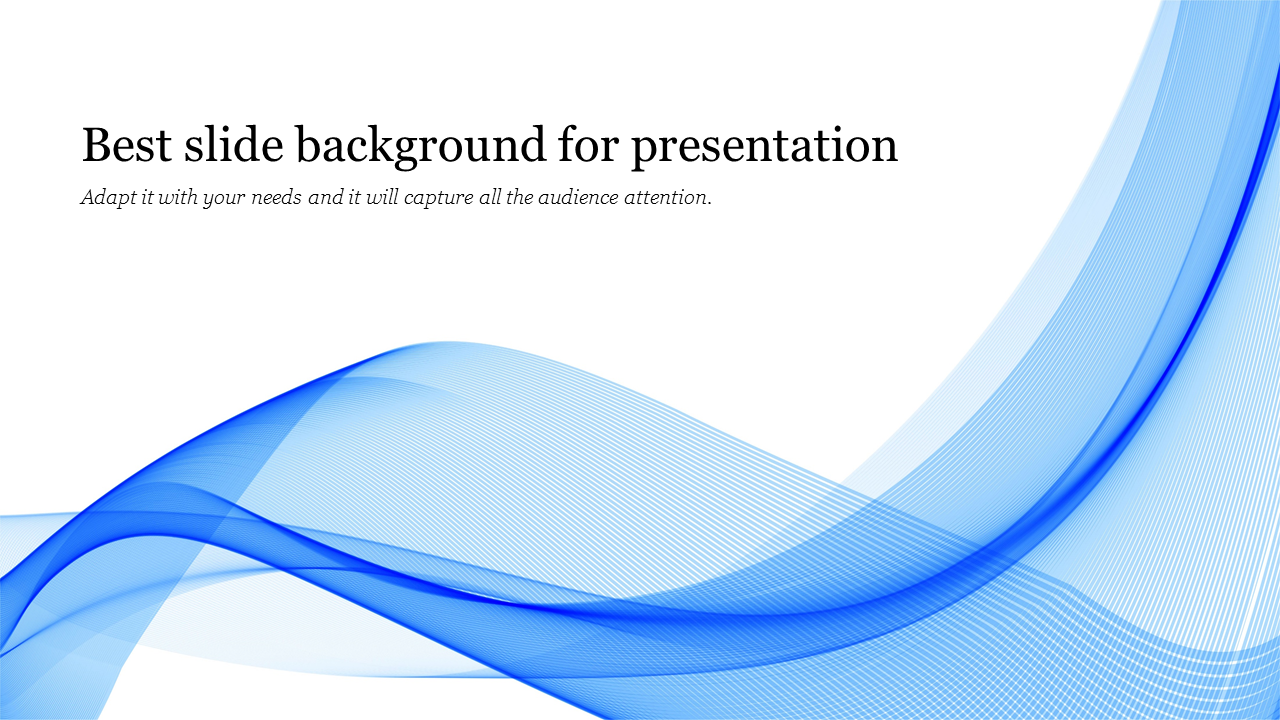 Best slide background for presentation
Adapt it with your needs and it will capture all the audience attention.